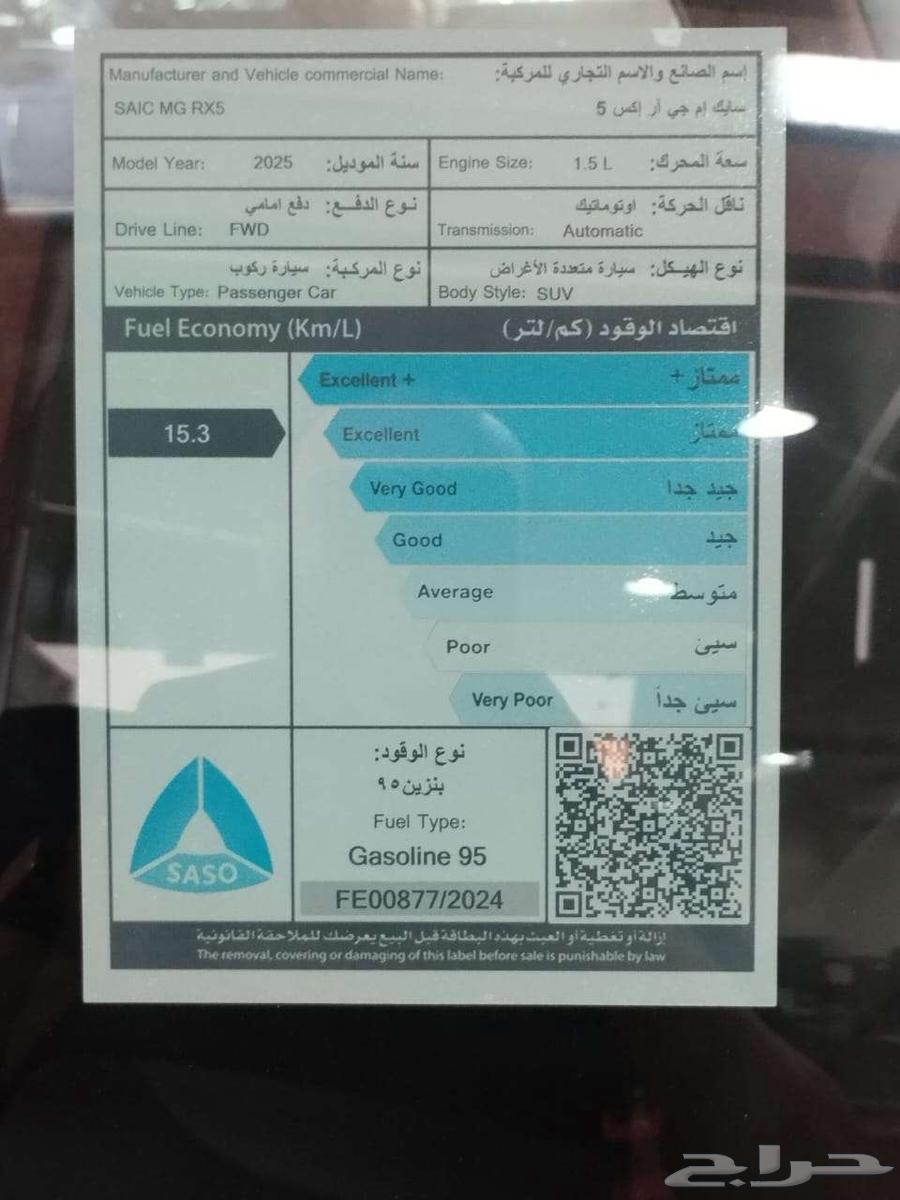 Manufacturer and Vehicle commercial Name: إسم الصانع والاسم التجاري للمركبة:
SAIC MG RX5 سايك إم جي أر إكس 5
Model Year: 2025 سنة الموديل:
Engine Size: 1.5 L سعة المحرك:
نوع الدفـــع: دفع امامي
Drive Line: FWD
ناقل الحركة: اوتوماتيك
Transmission: Automatic
نوع المركـبـة: سيارة ركوب
Vehicle Type: Passenger Car
نوع الهيـكل: سيارة متعددة الأغراض
Body Style: SUV
Fuel Economy (Km/L) اقتصاد الوقود (كم/لتر)
Excellent + ممتاز+
15.3
Excellent ممتاز
Very Good جيد جدا
Good جيد
Average متوسط
Poor سيئ
Very Poor سيئ جداً
SASO
نوع الوقود:
بنزين٩٥
Fuel Type:
Gasoline 95
FE00877/2024
إزالة أو تغطية أو العبث بهذه البطاقة قبل البيع يعرضك للملاحقة القانونية
The removal, covering or damaging of this label before sale is punishable by law
حراج